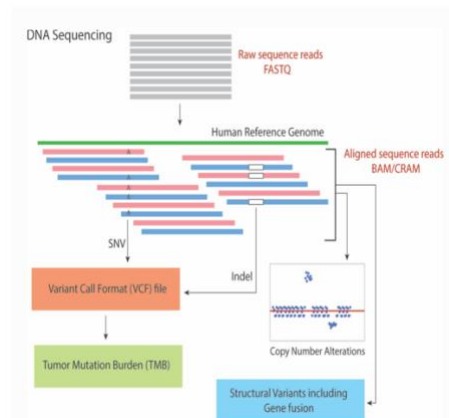 DNA Sequencing
Raw sequence reads
FASTQ
Human Reference Genome
Aligned sequence reads
BAM/CRAM
SNV
Indel
Variant Call Format (VCF) file
Copy Number Alterations
Tumor Mutation Burden (TMB)
Structural Variants including
Gene fusion